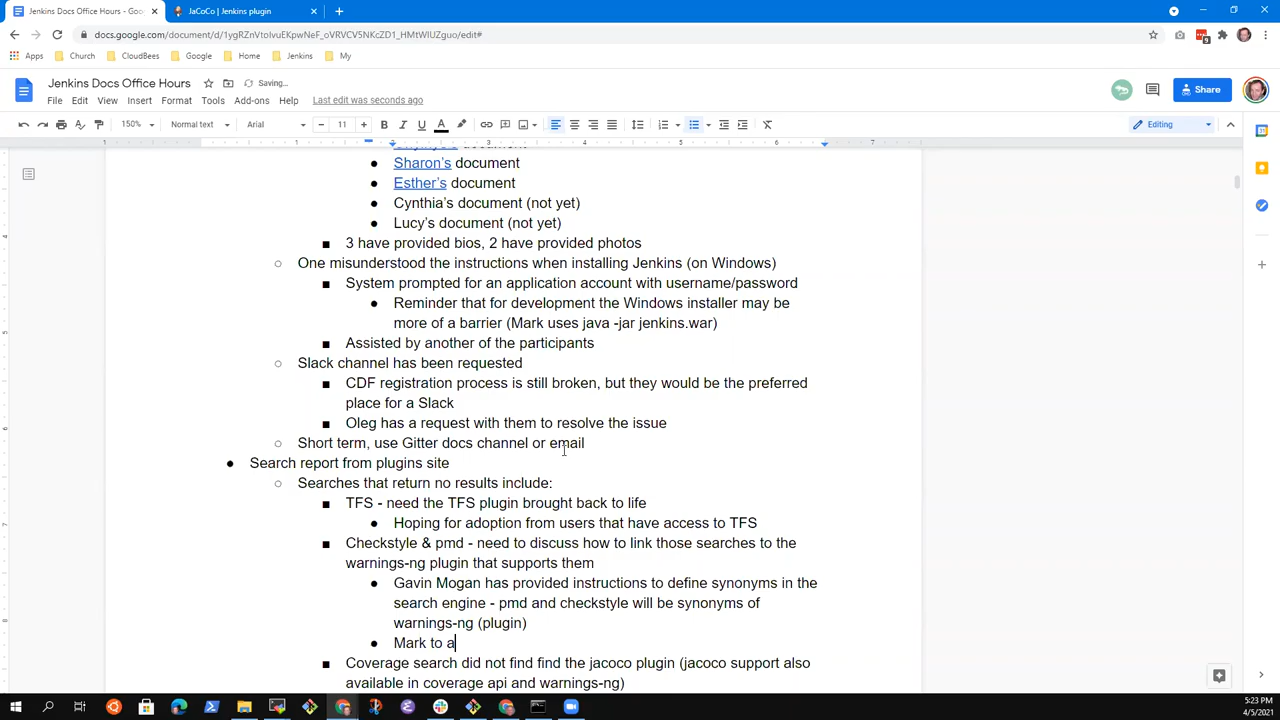 Jenkins Docs Office Hours - Goo
JaCoCo | Jenkins plugin
docs.google.com/document/d/1ygRZnVtoIvuEKpwNeF_oVRVCV5NKcZD1_HMtWIUZguo/edit#
Apps Church CloudBees Google Home Jenkins My
Jenkins Docs Office Hours Saving...
File Edit View Insert Format Tools Add-ons Help Last edit was seconds ago
Share
150% Normal text Arial 11 Editing
document
Sharon's document
Esther's document
Cynthia's document (not yet)
Lucy's document (not yet)
3 have provided bios, 2 have provided photos
One misunderstood the instructions when installing Jenkins (on Windows)
System prompted for an application account with username/password
Reminder that for development the Windows installer may be
more of a barrier (Mark uses java -jar jenkins.war)
Assisted by another of the participants
Slack channel has been requested
CDF registration process is still broken, but they would be the preferred
place for a Slack
Oleg has a request with them to resolve the issue
Short term, use Gitter docs channel or email
Search report from plugins site
Searches that return no results include:
TFS - need the TFS plugin brought back to life
Hoping for adoption from users that have access to TFS
Checkstyle & pmd - need to discuss how to link those searches to the
warnings-ng plugin that supports them
Gavin Mogan has provided instructions to define synonyms in the
search engine - pmd and checkstyle will be synonyms of
warnings-ng (plugin)
Mark to a
Coverage search did not find find the jacoco plugin (jacoco support also
available in coverage api and warnings-ng)
5:23 PM
4/5/2021